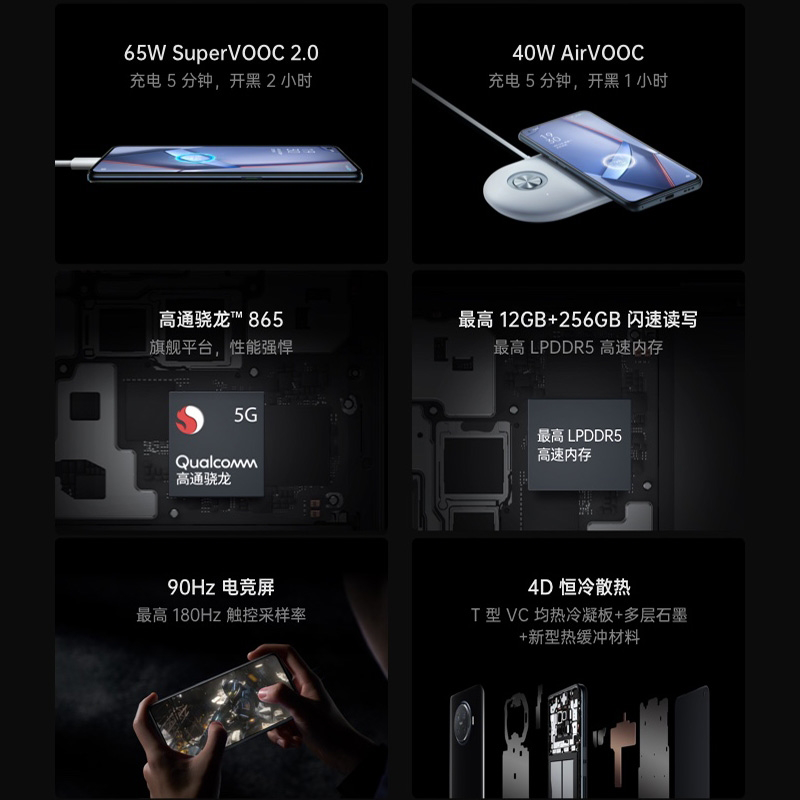 65W SuperVOOC 2.0
充电 5 分钟，开黑 2 小时
40W AirVOOC
充电 5 分钟，开黑 1 小时
高通骁龙™ 865
旗舰平台，性能强悍
5G
Qualcomm
高通骁龙
最高 12GB+256GB 闪速读写
最高 LPDDR5 高速内存
最高 LPDDR5
高速内存
90Hz 电竞屏
最高 180Hz 触控采样率
4D 恒冷散热
T 型 VC 均热冷凝板+多层石墨
+新型热缓冲材料